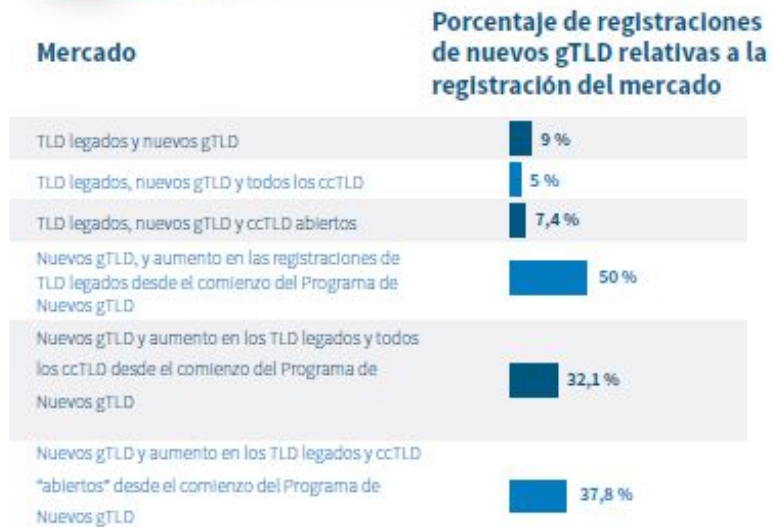 Mercado
Porcentaje de registraciones
de nuevos gTLD relativas a la
registración del mercado
TLD legados y nuevos gTLD
9 %
TLD legados, nuevos gTLD y todos los ccTLD
5 %
TLD legados, nuevos gTLD y ccTLD abiertos
7,4 %
Nuevos gTLD, y aumento en las registraciones de
TLD legados desde el comienzo del Programa de
Nuevos gTLD
50 %
Nuevos gTLD y aumento en los TLD legados y todos
los ccTLD desde el comienzo del Programa de
Nuevos gTLD
32,1 %
Nuevos gTLD y aumento en los TLD legados y ccTLD
"abiertos" desde el comienzo del Programa de
Nuevos gTLD
37,8 %